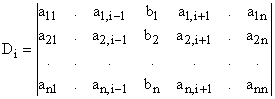 Dᵢ = | a₁₁ . a₁,ᵢ₋₁ b₁ a₁,ᵢ₊₁ . a₁ₙ |
| a₂₁ . a₂,ᵢ₋₁ b₂ a₂,ᵢ₊₁ . a₂ₙ |
| . . . . . . . |
| aₙ₁ . aₙ,ᵢ₋₁ bₙ aₙ,ᵢ₊₁ . aₙₙ |